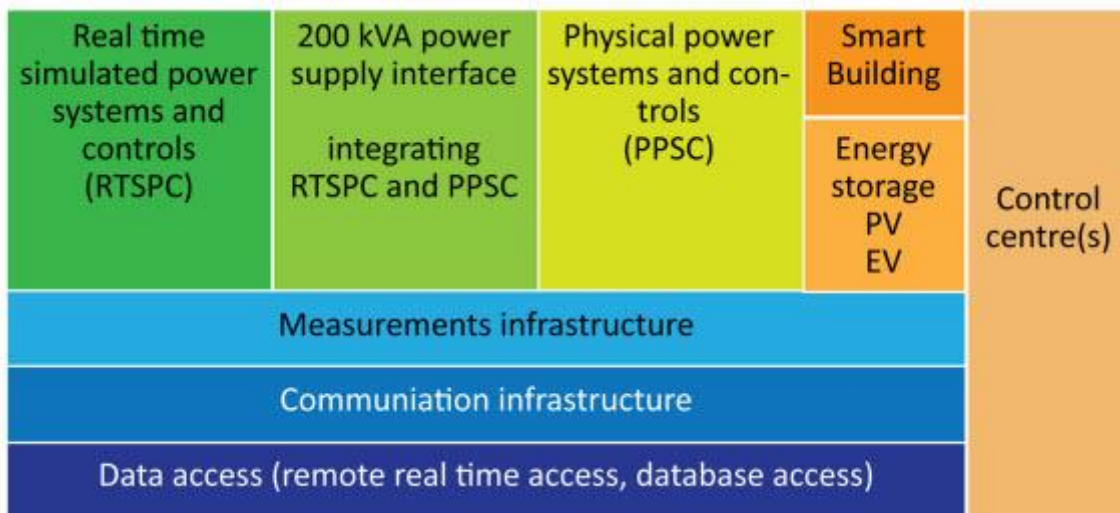 Real time
simulated power
systems and
controls
(RTSPC)
200 kVA power
supply interface
integrating
RTSPC and PPSC
Physical power
systems and con-
trols
(PPSC)
Smart
Building
Energy
storage
PV
EV
Control
centre(s)
Measurements infrastructure
Communiation infrastructure
Data access (remote real time access, database access)